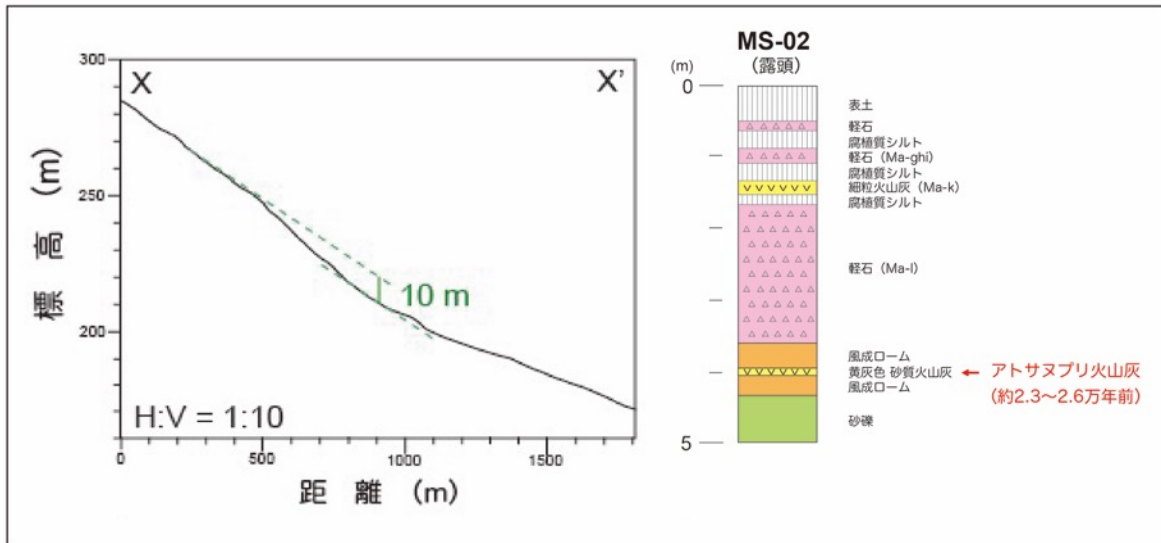 300
250
200
X
X'
10 m
H:V = 1:10
0
500
1000
1500
標 高 (m)
距 離 (m)
MS-02
(露頭)
(m)
0
5
表土
軽石
腐植質シルト
軽石（Ma-ghi）
腐植質シルト
細粒火山灰（Ma-k）
腐植質シルト
軽石（Ma-l）
風成ローム
黄灰色 砂質火山灰
風成ローム
砂礫
アトサヌプリ火山灰
（約2.3〜2.6万年前）